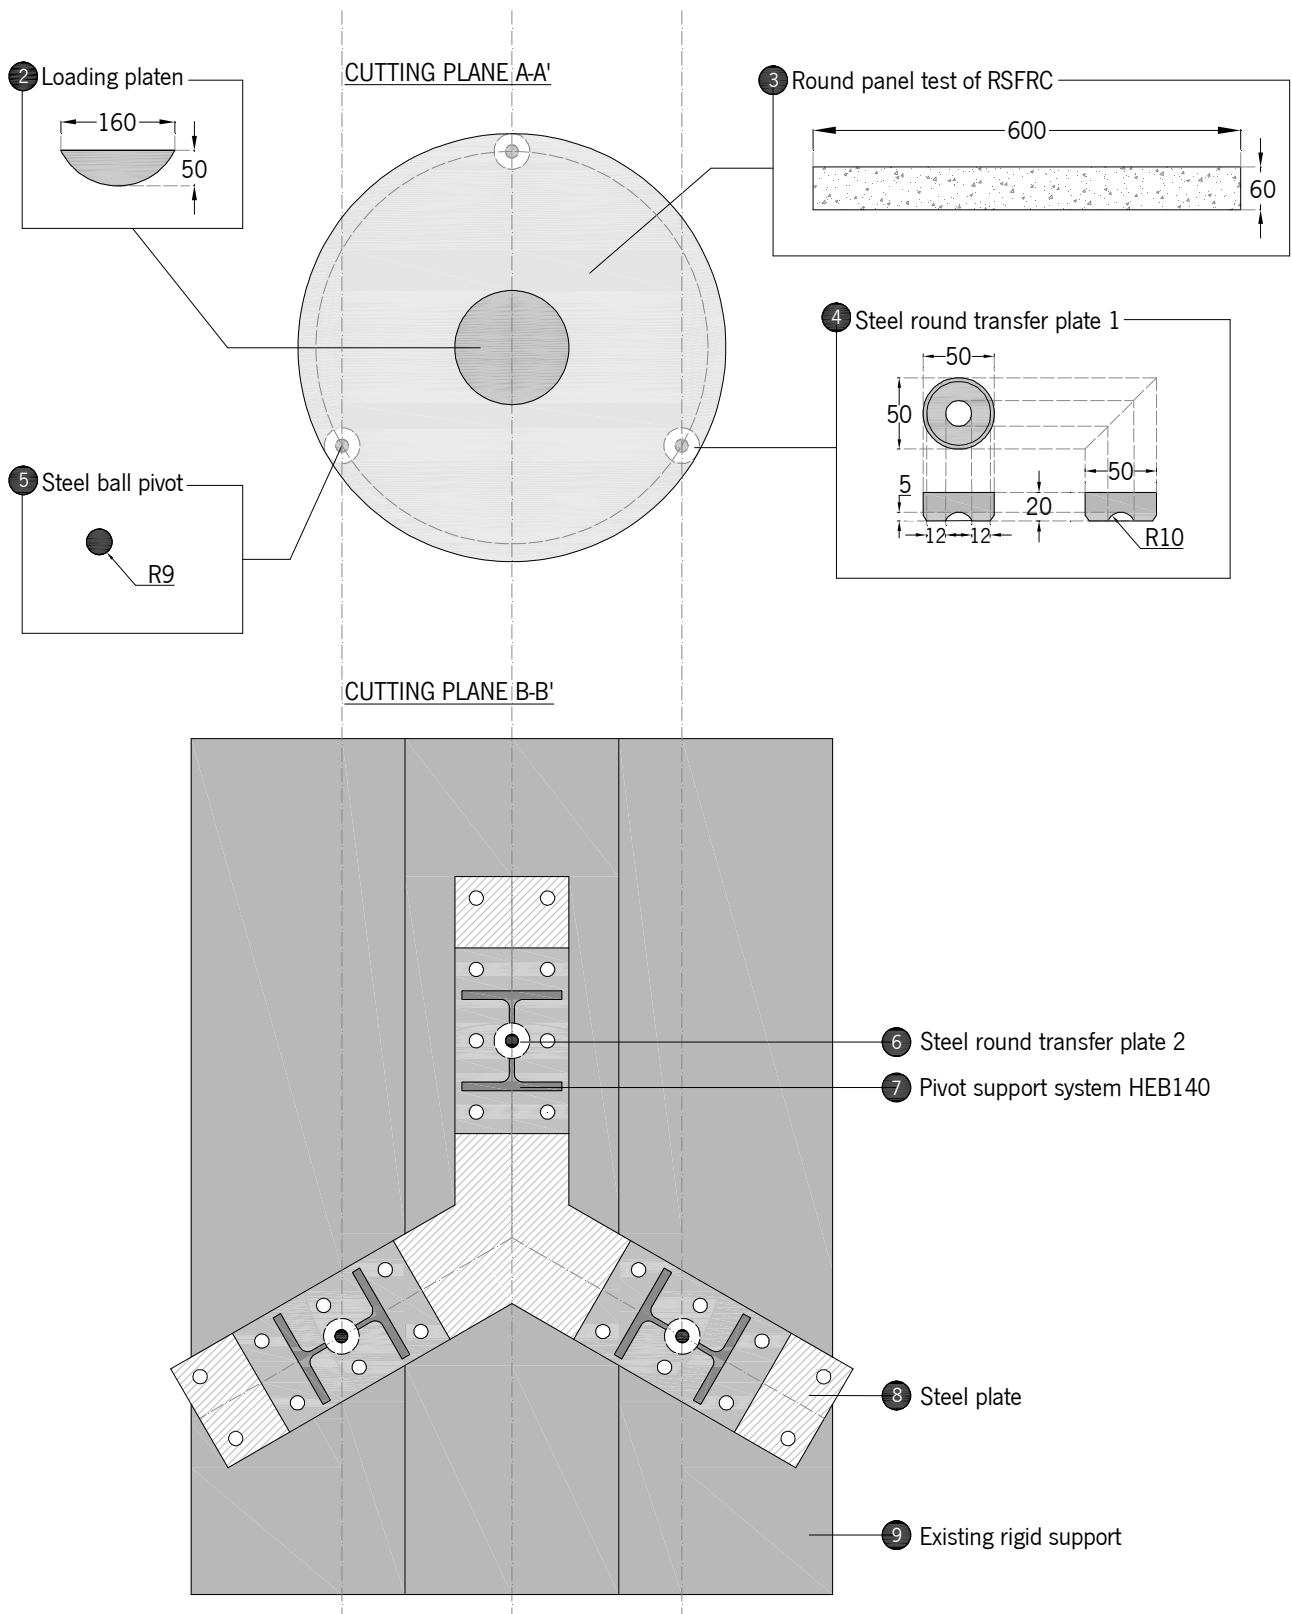 CUTTING PLANE A-A'
2 Loading platen
160
50
3 Round panel test of RSFRC
600
60
4 Steel round transfer plate 1
50
50
5
20
12
12
50
R10
5 Steel ball pivot
R9
CUTTING PLANE B-B'
6 Steel round transfer plate 2
7 Pivot support system HEB140
8 Steel plate
9 Existing rigid support